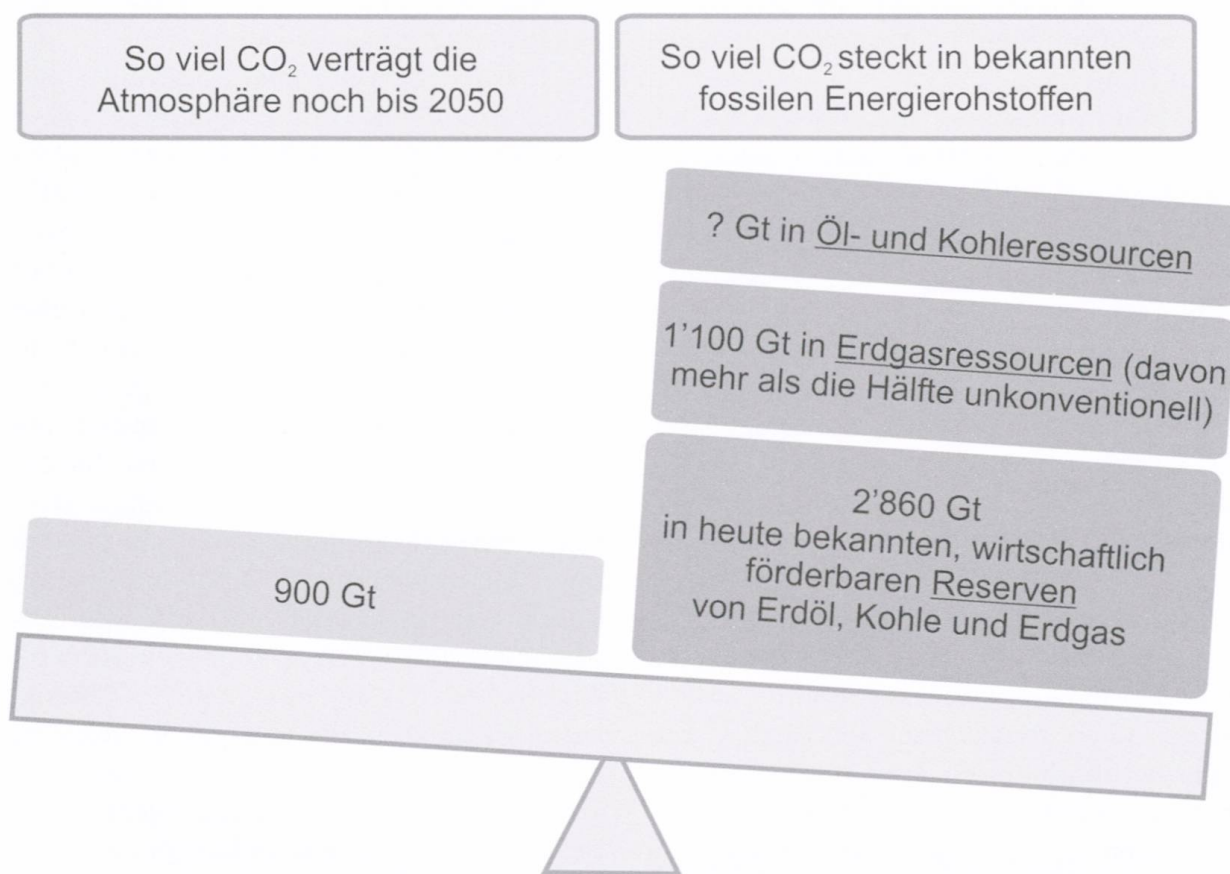 So viel CO₂ verträgt die
Atmosphäre noch bis 2050
So viel CO₂ steckt in bekannten
fossilen Energierohstoffen
? Gt in Öl- und Kohleressourcen
1’100 Gt in Erdgasressourcen (davon
mehr als die Hälfte unkonventionell)
2’860 Gt
in heute bekannten, wirtschaftlich
förderbaren Reserven
von Erdöl, Kohle und Erdgas
900 Gt